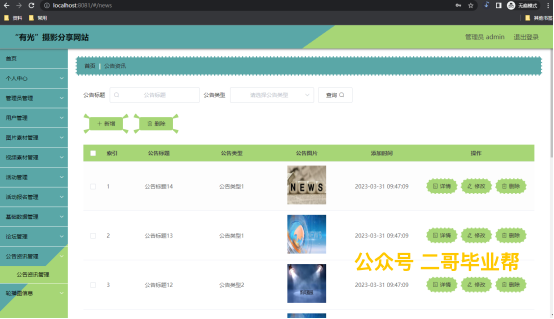 localhost:8081/#/news
无痕模式
资料 常用 其他书签
"有光"摄影分享网站
管理员 admin 退出登录
首页
个人中心
管理员管理
用户管理
图片素材管理
视频素材管理
活动管理
活动报名管理
基础数据管理
论坛管理
公告资讯管理
公告资讯管理
轮播图信息
首页 | 公告资讯
公告标题 公告标题 公告类型 请选择公告类型 查询
+ 新增 删除
索引 公告标题 公告类型 公告图片 添加时间 操作
1 公告标题14 公告类型1 NEWS 2023-03-31 09:47:09 详情 修改 删除
2 公告标题13 公告类型1 2023-03-31 09:47:09 详情 修改 删除
公众号 二哥毕业帮
3 公告标题12 公告类型2 2023-03-31 09:47:09 详情 修改 删除